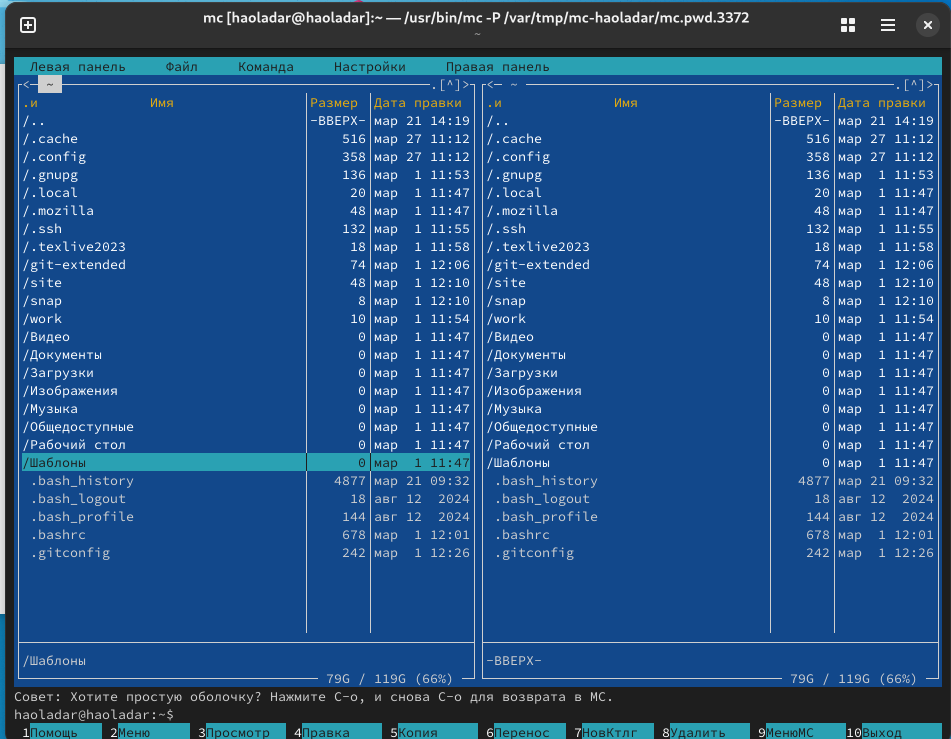 mc [haoladar@haoladar]:~ — /usr/bin/mc -P /var/tmp/mc-haoladar/mc.pwd.3372
~
Левая панель Файл Команда Настройки Правая панель
<— ~ .[^]> <— ~ .[^]>
.и Имя Размер Дата правки .и Имя Размер Дата правки
/.. -ВВЕРХ- мар 21 14:19 /.. -ВВЕРХ- мар 21 14:19
/.cache 516 мар 27 11:12 /.cache 516 мар 27 11:12
/.config 358 мар 27 11:12 /.config 358 мар 27 11:12
/.gnupg 136 мар 1 11:53 /.gnupg 136 мар 1 11:53
/.local 20 мар 1 11:47 /.local 20 мар 1 11:47
/.mozilla 48 мар 1 11:47 /.mozilla 48 мар 1 11:47
/.ssh 132 мар 1 11:55 /.ssh 132 мар 1 11:55
/.texlive2023 18 мар 1 11:58 /.texlive2023 18 мар 1 11:58
/git-extended 74 мар 1 12:06 /git-extended 74 мар 1 12:06
/site 48 мар 1 12:10 /site 48 мар 1 12:10
/snap 8 мар 1 12:10 /snap 8 мар 1 12:10
/work 10 мар 1 11:54 /work 10 мар 1 11:54
/Видео 0 мар 1 11:47 /Видео 0 мар 1 11:47
/Документы 0 мар 1 11:47 /Документы 0 мар 1 11:47
/Загрузки 0 мар 1 11:47 /Загрузки 0 мар 1 11:47
/Изображения 0 мар 1 11:47 /Изображения 0 мар 1 11:47
/Музыка 0 мар 1 11:47 /Музыка 0 мар 1 11:47
/Общедоступные 0 мар 1 11:47 /Общедоступные 0 мар 1 11:47
/Рабочий стол 0 мар 1 11:47 /Рабочий стол 0 мар 1 11:47
/Шаблоны 0 мар 1 11:47 /Шаблоны 0 мар 1 11:47
.bash_history 4877 мар 21 09:32 .bash_history 4877 мар 21 09:32
.bash_logout 18 авг 12 2024 .bash_logout 18 авг 12 2024
.bash_profile 144 авг 12 2024 .bash_profile 144 авг 12 2024
.bashrc 678 мар 1 12:01 .bashrc 678 мар 1 12:01
.gitconfig 242 мар 1 12:26 .gitconfig 242 мар 1 12:26
/Шаблоны -ВВЕРХ-
79G / 119G (66%) 79G / 119G (66%)
Совет: Хотите простую оболочку? Нажмите C-o, и снова C-o для возврата в MC.
haoladar@haoladar:~$
1Помощь 2Меню 3Просмотр 4Правка 5Копия 6Перенос 7НовКтлг 8Удалить 9МенюMC 10Выход